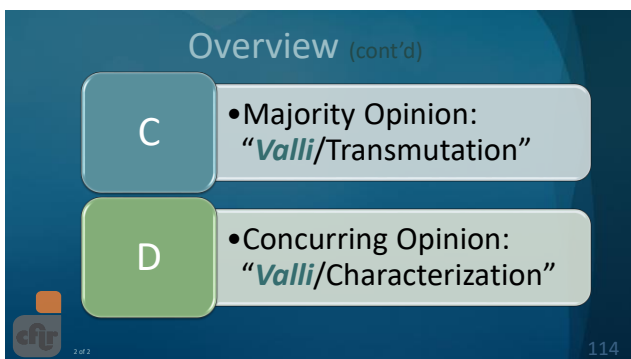 Overview (cont'd)
C
•Majority Opinion:
“Valli/Transmutation”
D
•Concurring Opinion:
“Valli/Characterization”
cflr
2 of 2
114